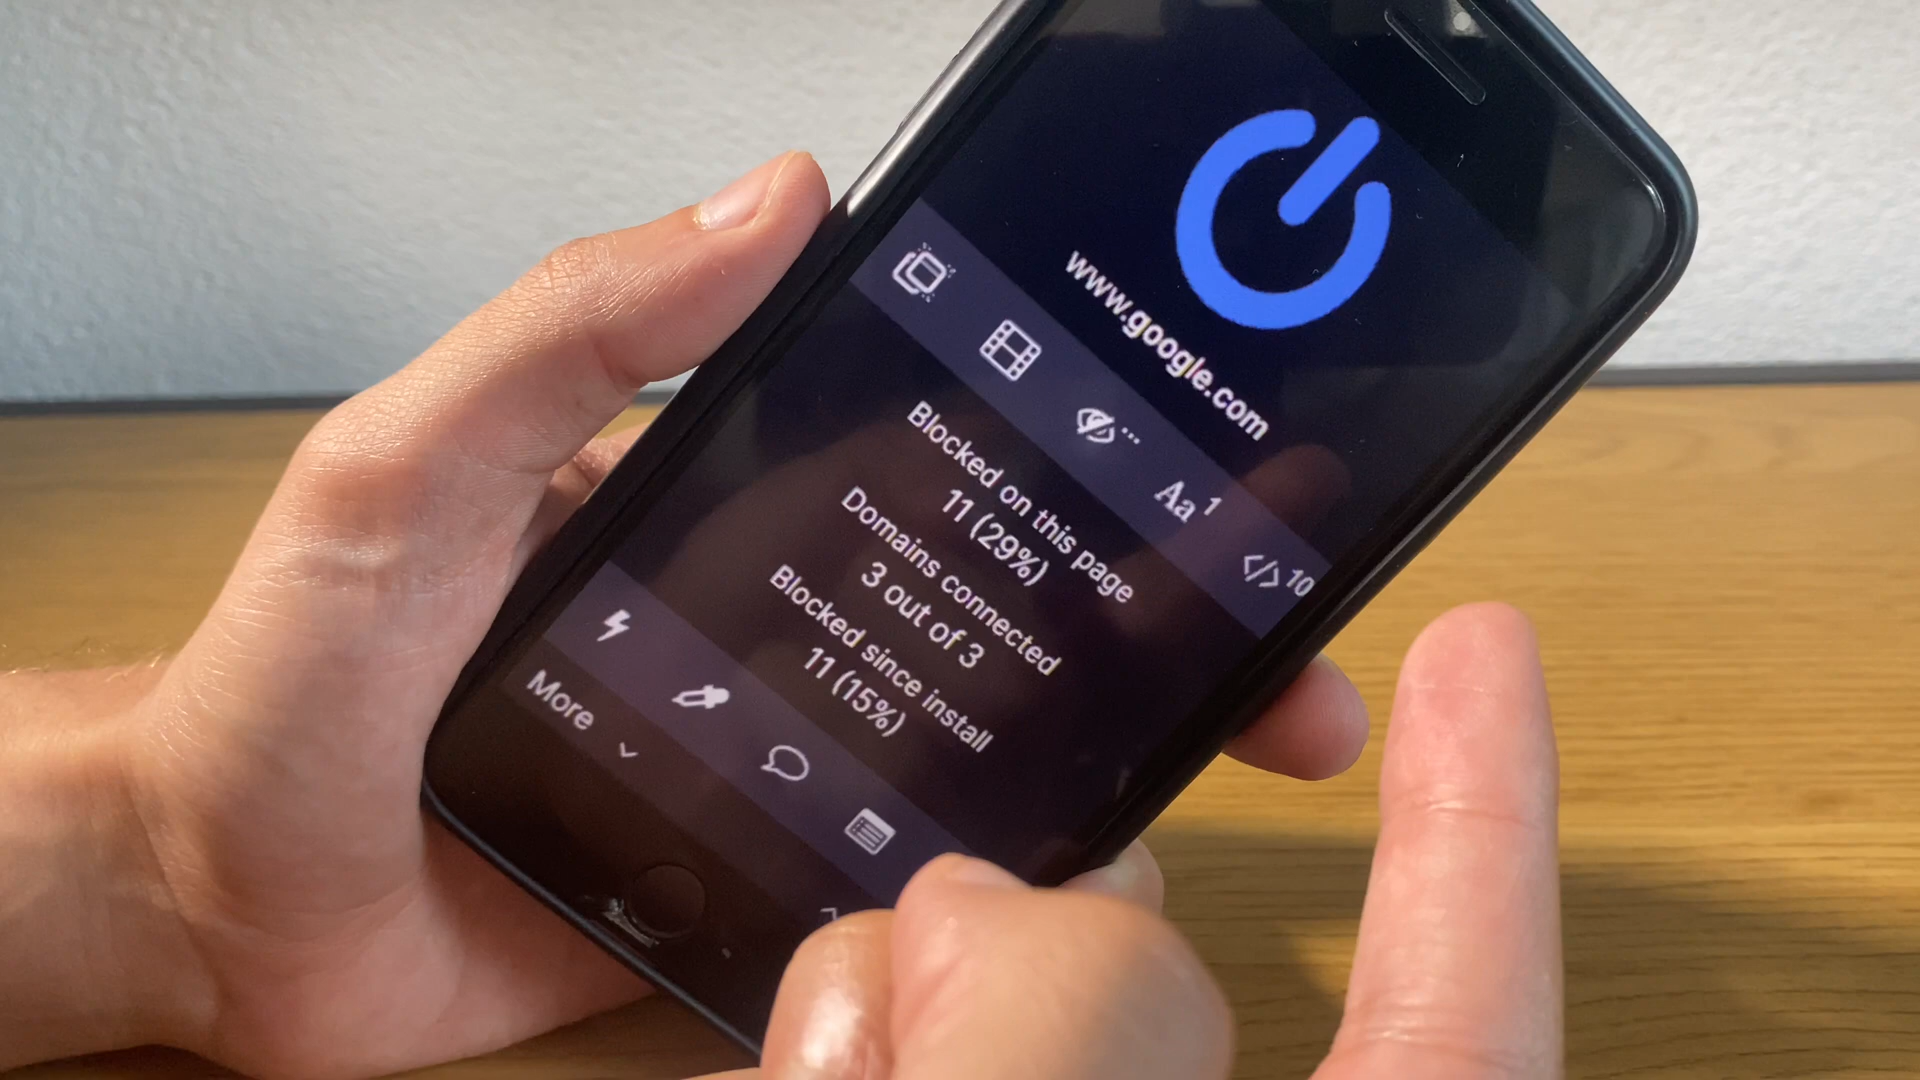 www.google.com
Aa 1
</> 10
Blocked on this page
11 (29%)
Domains connected
3 out of 3
Blocked since install
11 (15%)
More